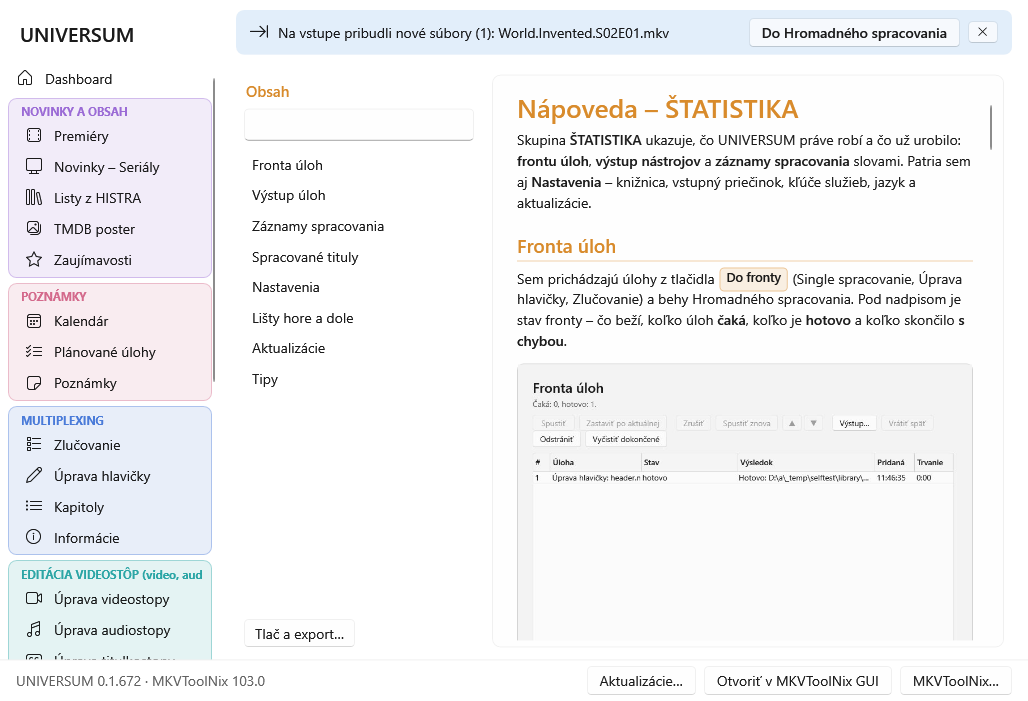 UNIVERSUM
Dashboard
NOVINKY A OBSAH
Premiéry
Novinky – Seriály
Listy z HISTRA
TMDB poster
Zaujímavosti
POZNÁMKY
Kalendár
Plánované úlohy
Poznámky
MULTIPLEXING
Zlučovanie
Úprava hlavičky
Kapitoly
Informácie
EDITÁCIA VIDEOSTÔP (video, aud
Úprava videostopy
Úprava audiostopy
Na vstupe pribudli nové súbory (1): World.Invented.S02E01.mkv
Do Hromadného spracovania
Obsah
Fronta úloh
Výstup úloh
Záznamy spracovania
Spracované tituly
Nastavenia
Lišty hore a dole
Aktualizácie
Tipy
Tlač a export...
Nápoveda – ŠTATISTIKA
Skupina ŠTATISTIKA ukazuje, čo UNIVERSUM práve robí a čo už urobilo:
frontu úloh, výstup nástrojov a záznamy spracovania slovami. Patria sem
aj Nastavenia – knižnica, vstupný priečinok, kľúče služieb, jazyk a
aktualizácie.
Fronta úloh
Sem prichádzajú úlohy z tlačidla Do fronty (Single spracovanie, Úprava
hlavičky, Zlučovanie) a behy Hromadného spracovania. Pod nadpisom je
stav fronty – čo beží, koľko úloh čaká, koľko je hotovo a koľko skončilo s
chybou.
Fronta úloh
Čaká: 0, hotovo: 1.
Spustiť Zastaviť po aktuálnej Zrušiť Spustiť znova ▲ ▼ Výstup... Vrátiť späť
Odstrániť Vyčistiť dokončené
# Úloha Stav Výsledok Pridaná Trvanie
1 Úprava hlavičky: header.n hotovo Hotovo: D:\a\_temp\selftest\library\,... 11:46:35 0:00
UNIVERSUM 0.1.672 · MKVToolNix 103.0
Aktualizácie...
Otvoriť v MKVToolNix GUI
MKVToolNix...